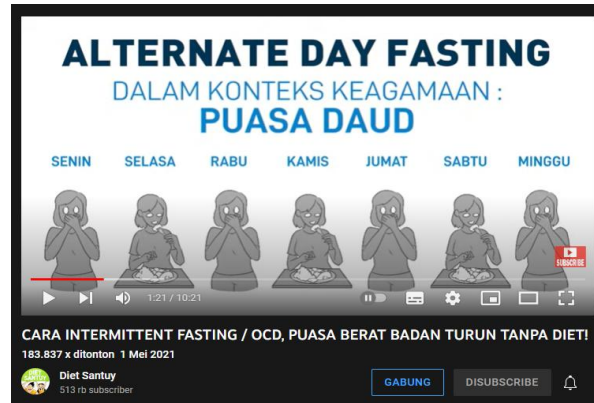 ALTERNATE DAY FASTING
DALAM KONTEKS KEAGAMAAN :
PUASA DAUD
SENIN SELASA RABU KAMIS JUMAT SABTU MINGGU
SUBSCRIBE
1:21 / 10:21
CARA INTERMITTENT FASTING / OCD, PUASA BERAT BADAN TURUN TANPA DIET!
183.837 x ditonton 1 Mei 2021
DIET SANTUY
Diet Santuy
513 rb subscriber
GABUNG
DISUBSCRIBE